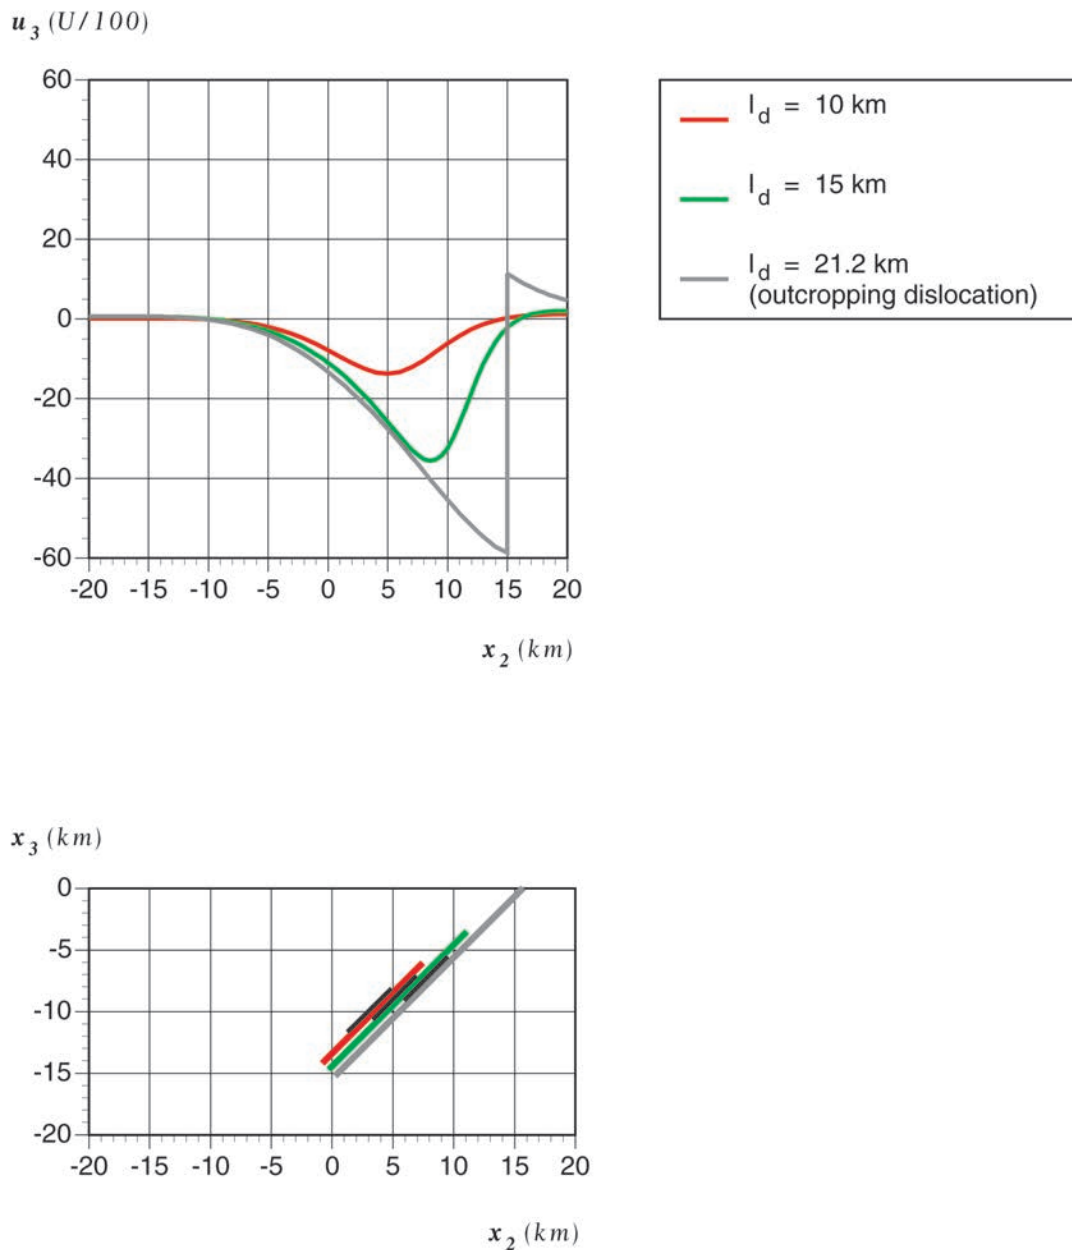 u3 (U/100)
60
40
20
0
-20
-40
-60
-20 -15 -10 -5 0 5 10 15 20
x2 (km)
ld = 10 km
ld = 15 km
ld = 21.2 km
(outcropping dislocation)
x3 (km)
0
-5
-10
-15
-20
-20 -15 -10 -5 0 5 10 15 20
x2 (km)